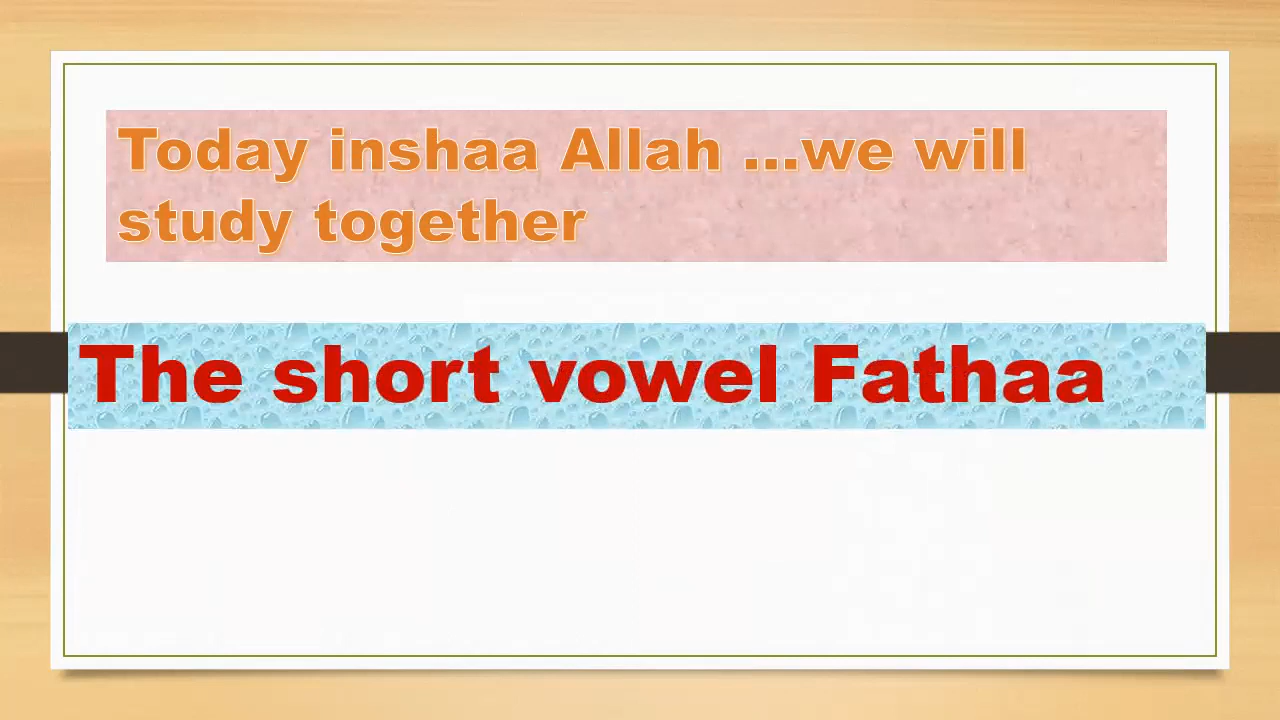 Today inshaa Allah ...we will
study together
The short vowel Fathaa